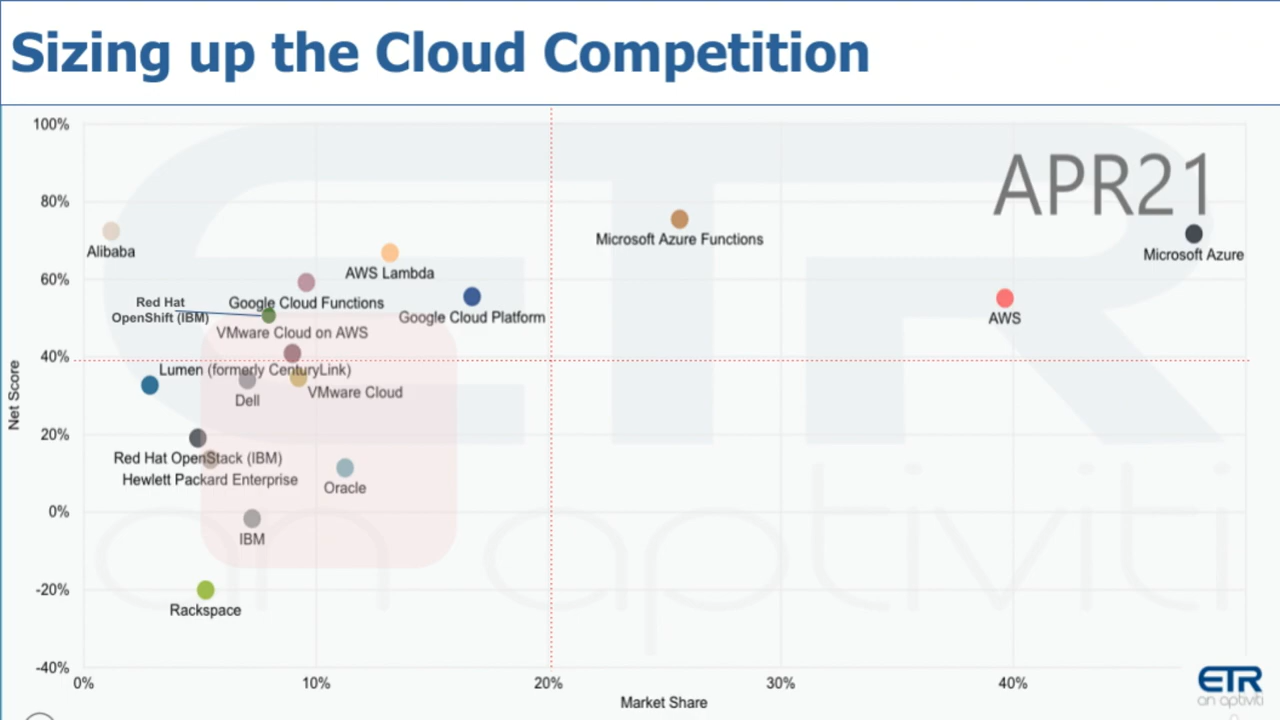 Sizing up the Cloud Competition
100%
APR21
80%
Microsoft Azure Functions
Alibaba
Microsoft Azure
AWS Lambda
60%
Red Hat
OpenShift (IBM)
Google Cloud Functions
Google Cloud Platform
AWS
VMware Cloud on AWS
40%
Lumen (formerly CenturyLink)
VMware Cloud
Dell
Net Score
20%
Red Hat OpenStack (IBM)
Hewlett Packard Enterprise
Oracle
0%
IBM
-20%
Rackspace
-40%
0%
10%
20%
30%
40%
Market Share
ETR
an aptiviti
ETR
an aptiviti